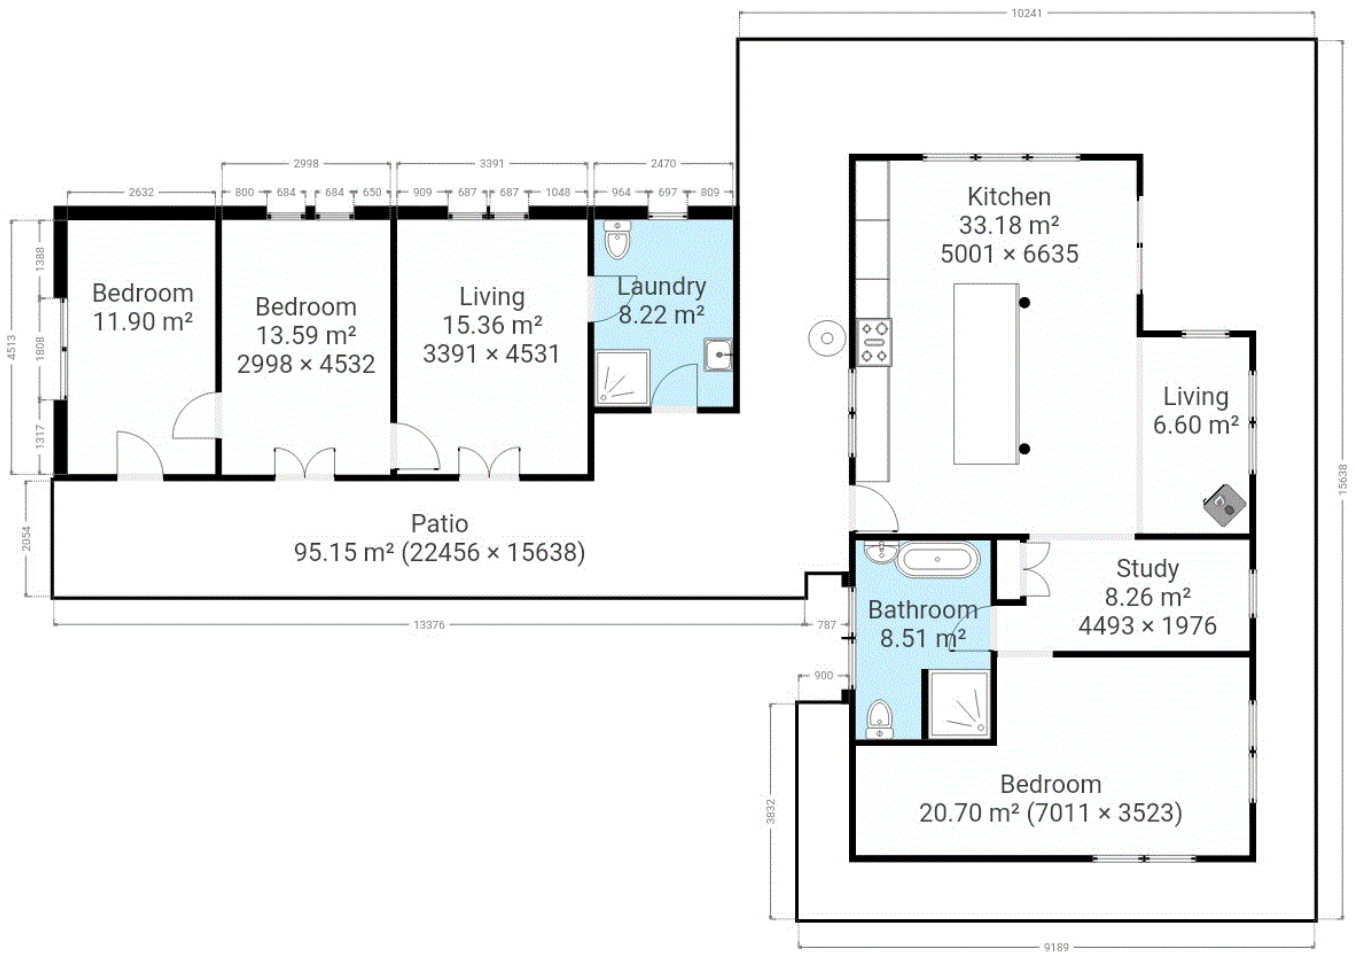 10241
2998
3391
2470
2632
800
684
684
650
909
687
687
1048
964
697
809
Kitchen
33.18 m²
5001 × 6635
1388
4513
1808
1317
Bedroom
11.90 m²
Bedroom
13.59 m²
2998 × 4532
Living
15.36 m²
3391 × 4531
Laundry
8.22 m²
Living
6.60 m²
15638
2054
Patio
95.15 m² (22456 × 15638)
Study
8.26 m²
4493 × 1976
Bathroom
8.51 m²
13376
787
900
3832
Bedroom
20.70 m² (7011 × 3523)
9189